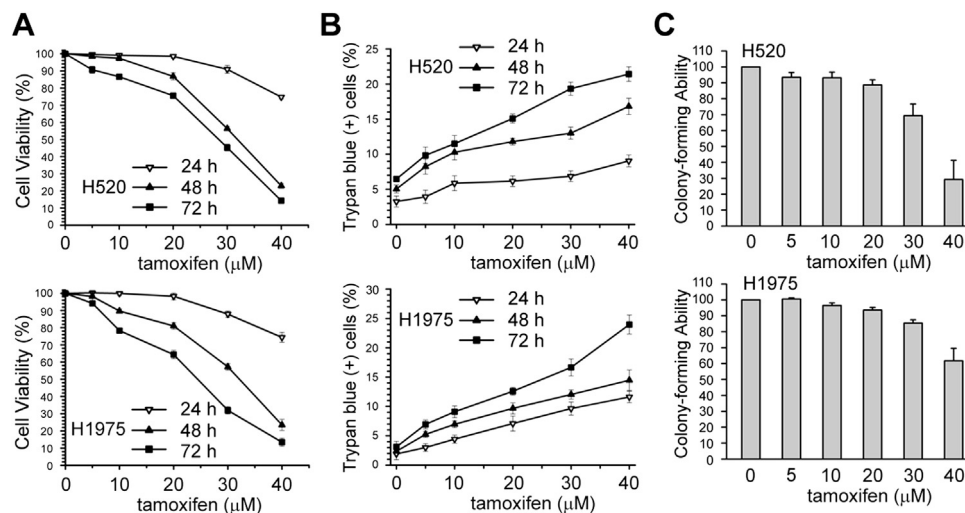 A
B
C
Cell Viability (%)
100
90
80
70
60
50
40
30
20
10
0
H520
24 h
48 h
72 h
0 10 20 30 40
tamoxifen (μM)
Trypan blue (+) cells (%)
25
20
15
10
5
0
H520
24 h
48 h
72 h
0 10 20 30 40
tamoxifen (μM)
Colony-forming Ability
110
100
90
80
70
60
50
40
30
20
10
H520
0 5 10 20 30 40
tamoxifen (μM)
Cell Viability (%)
100
90
80
70
60
50
40
30
20
10
0
H1975
24 h
48 h
72 h
0 10 20 30 40
tamoxifen (μM)
Trypan blue (+) cells (%)
30
25
20
15
10
5
0
H1975
24 h
48 h
72 h
0 10 20 30 40
tamoxifen (μM)
Colony-forming Ability
110
100
90
80
70
60
50
40
30
20
10
H1975
0 5 10 20 30 40
tamoxifen (μM)